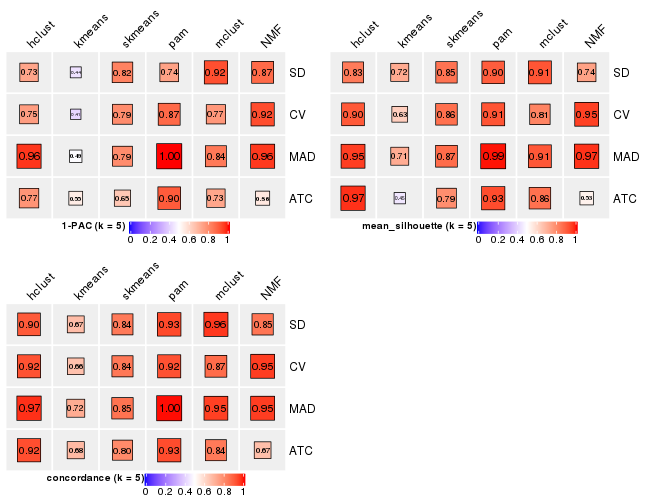 hclust kmeans skmeans pam mclust NMF
0.73 0.44 0.82 0.74 0.92 0.87 SD
0.75 0.41 0.79 0.87 0.77 0.92 CV
0.96 0.49 0.79 1.00 0.84 0.96 MAD
0.77 0.55 0.65 0.90 0.73 0.56 ATC
1-PAC (k = 5)
0 0.2 0.4 0.6 0.8 1
hclust kmeans skmeans pam mclust NMF
0.83 0.72 0.85 0.90 0.91 0.74 SD
0.90 0.63 0.86 0.91 0.81 0.95 CV
0.95 0.71 0.87 0.99 0.91 0.97 MAD
0.97 0.79 0.93 0.86 0.53 ATC
mean_silhouette (k = 5)
0 0.2 0.4 0.6 0.8 1
hclust kmeans skmeans pam mclust NMF
0.90 0.67 0.84 0.93 0.96 0.85 SD
0.92 0.66 0.84 0.92 0.87 0.95 CV
0.97 0.72 0.85 1.00 0.95 0.95 MAD
0.92 0.68 0.80 0.93 0.84 0.67 ATC
concordance (k = 5)
0 0.2 0.4 0.6 0.8 1